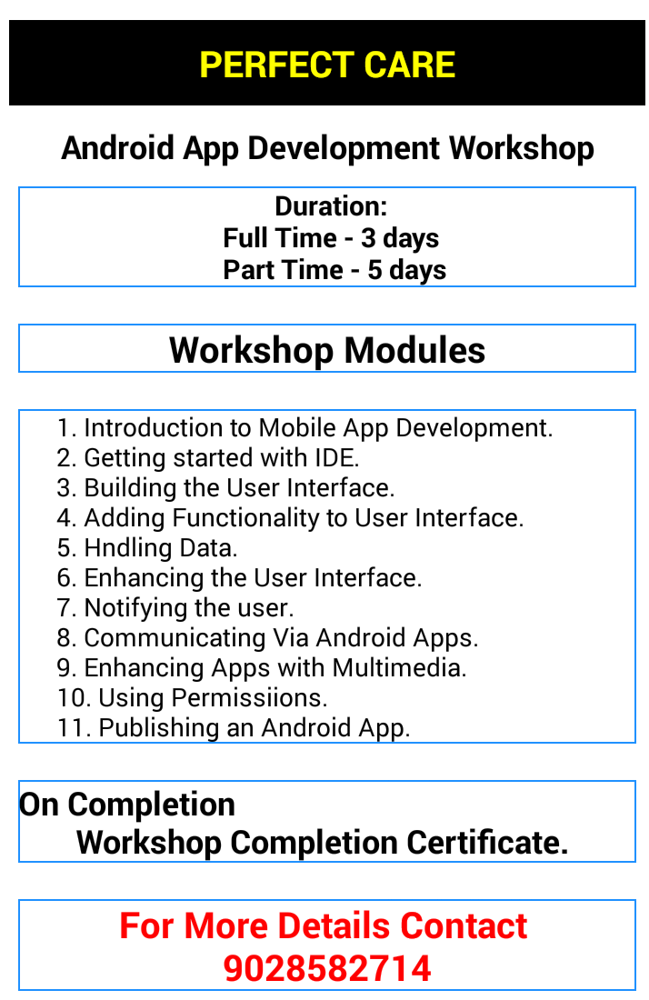 PERFECT CARE
Android App Development Workshop
Duration:
Full Time - 3 days
Part Time - 5 days
Workshop Modules
1. Introduction to Mobile App Development.
2. Getting started with IDE.
3. Building the User Interface.
4. Adding Functionality to User Interface.
5. Hndling Data.
6. Enhancing the User Interface.
7. Notifying the user.
8. Communicating Via Android Apps.
9. Enhancing Apps with Multimedia.
10. Using Permissiions.
11. Publishing an Android App.
On Completion
Workshop Completion Certificate.
For More Details Contact
9028582714